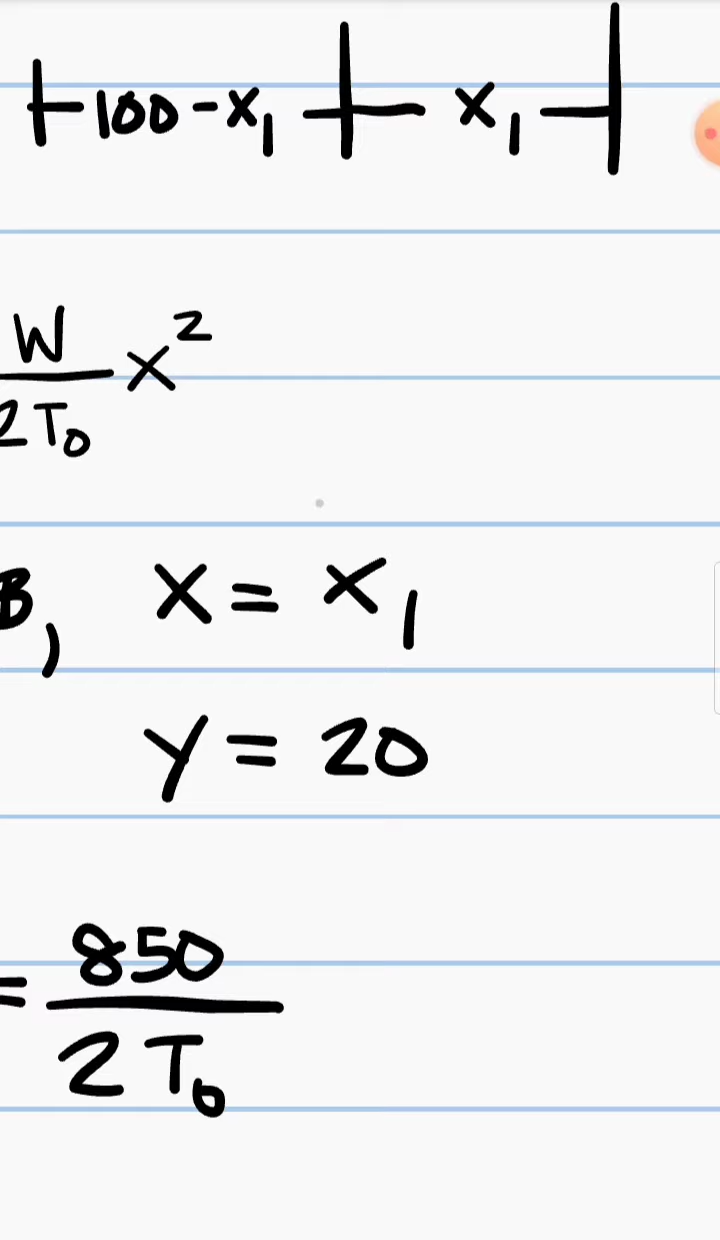 100 - x₁ x₁
W/2T₀ x²
B, x = x₁
y = 20
= 850/2T₀